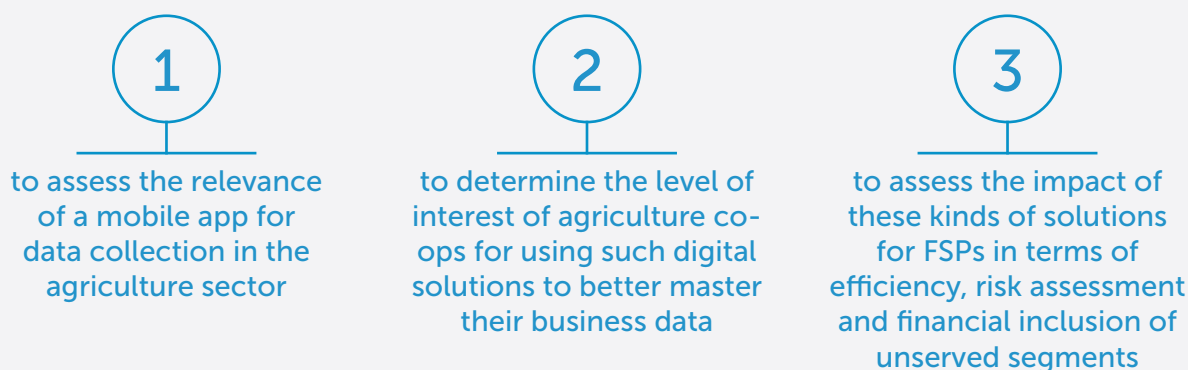 1
to assess the relevance
of a mobile app for
data collection in the
agriculture sector
2
to determine the level of
interest of agriculture co-
ops for using such digital
solutions to better master
their business data
3
to assess the impact of
these kinds of solutions
for FSPs in terms of
efficiency, risk assessment
and financial inclusion of
unserved segments